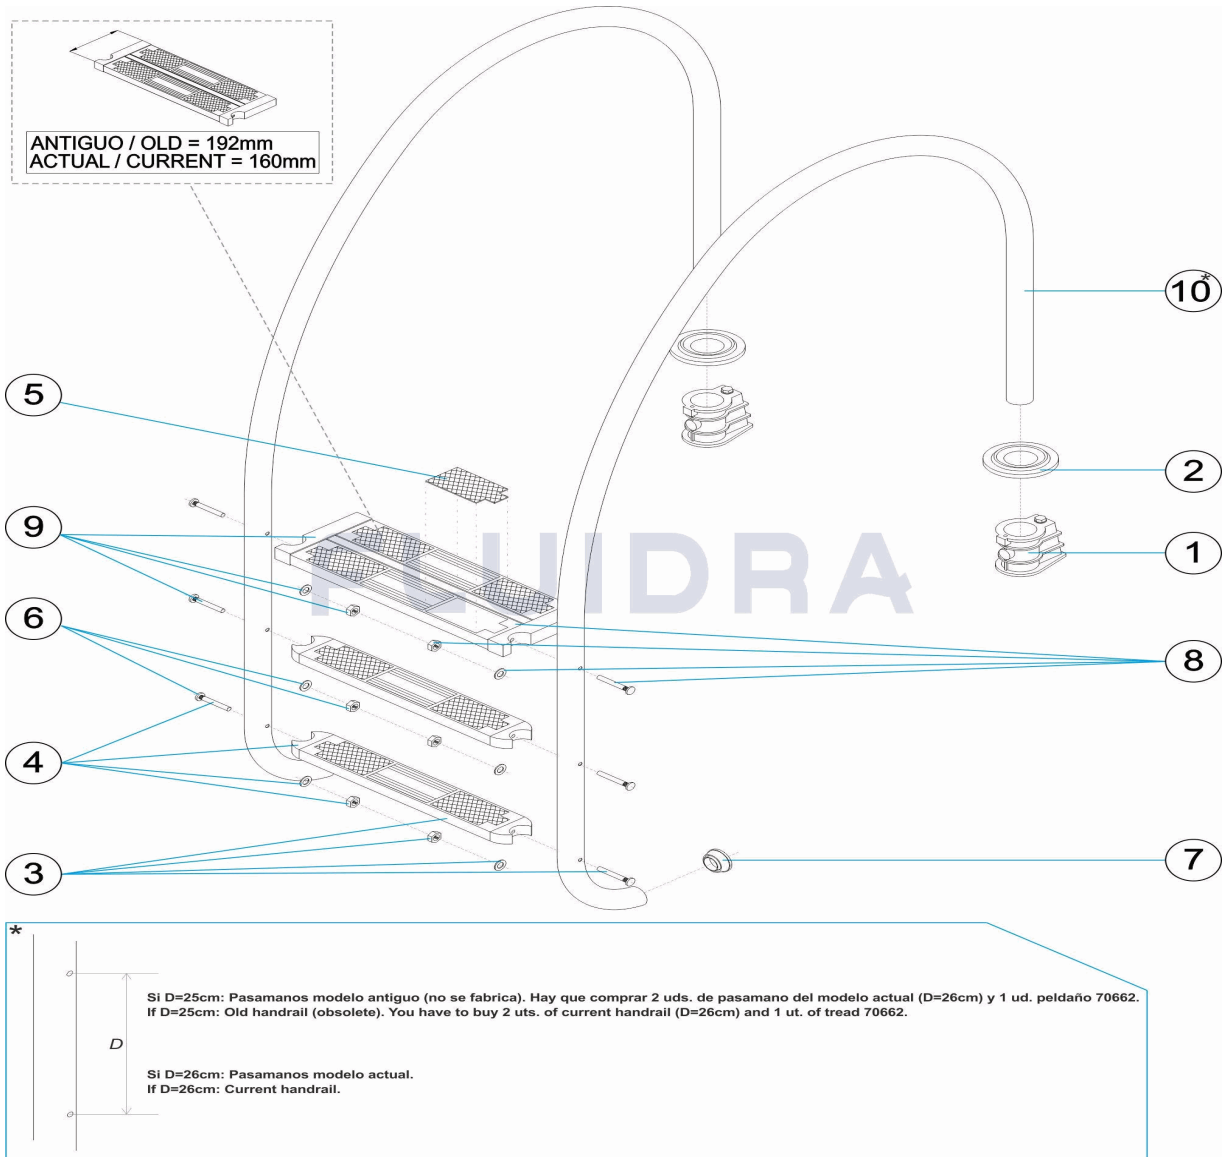 ANTIGUO / OLD = 192mm
ACTUAL / CURRENT = 160mm
10*
5
2
9
1
FLUIDRA
6
8
4
7
3
*
Si D=25cm: Pasamanos modelo antiguo (no se fabrica). Hay que comprar 2 uds. de pasamano del modelo actual (D=26cm) y 1 ud. peldaño 70662.
If D=25cm: Old handrail (obsolete). You have to buy 2 uts. of current handrail (D=26cm) and 1 ut. of tread 70662.
D
Si D=26cm: Pasamanos modelo actual.
If D=26cm: Current handrail.